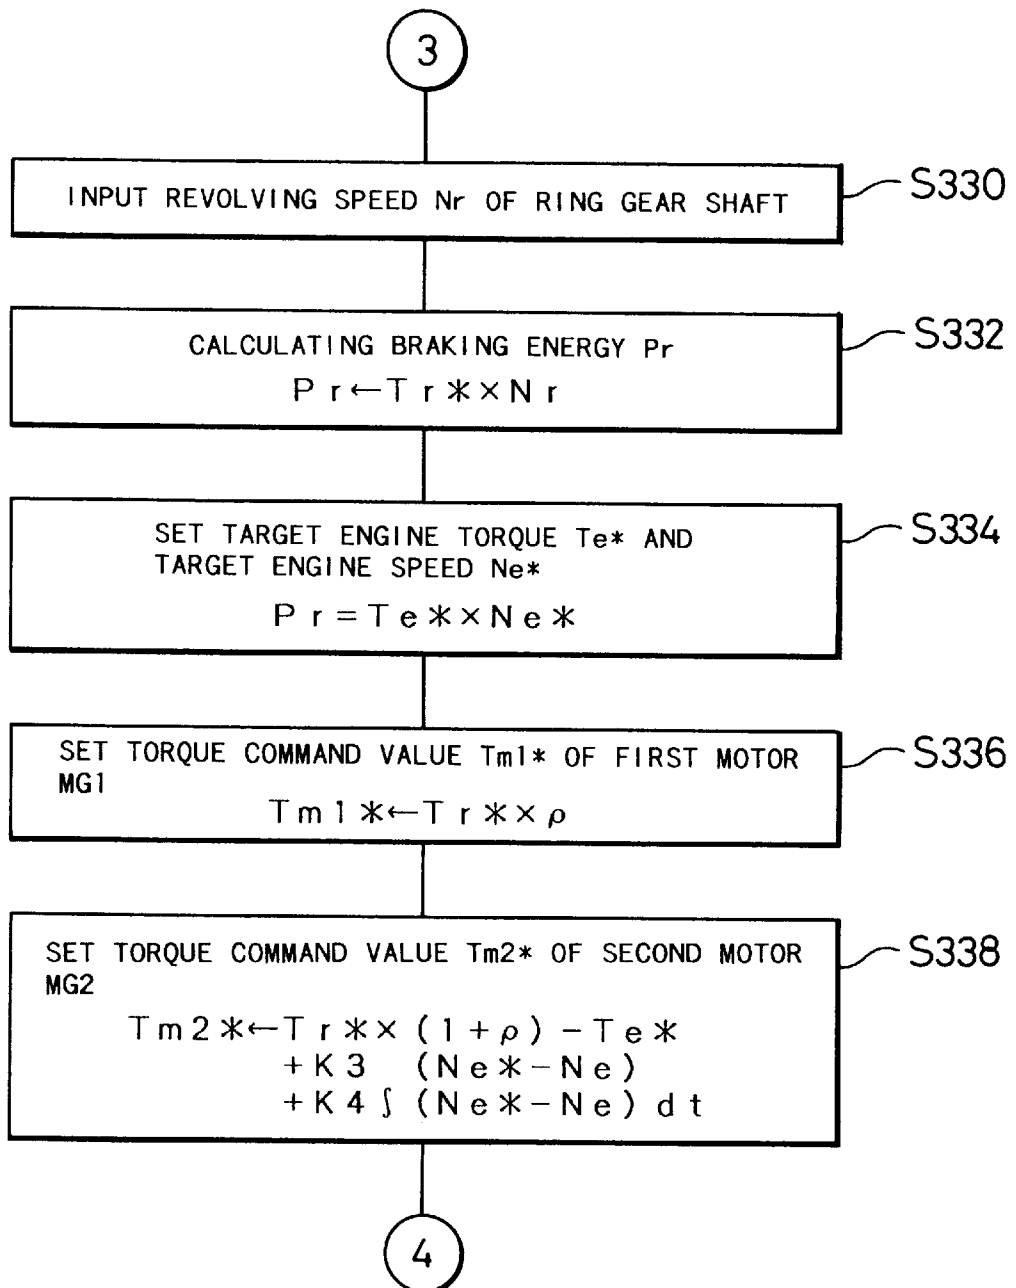 3
INPUT REVOLVING SPEED Nr OF RING GEAR SHAFT
S330
CALCULATING BRAKING ENERGY Pr
Pr←Tr*×Nr
S332
SET TARGET ENGINE TORQUE Te* AND
TARGET ENGINE SPEED Ne*
Pr=Te*×Ne*
S334
SET TORQUE COMMAND VALUE Tm1* OF FIRST MOTOR
MG1
Tm1*←Tr*×ρ
S336
SET TORQUE COMMAND VALUE Tm2* OF SECOND MOTOR
MG2
Tm2*←Tr*×(1+ρ)-Te*
+K3 (Ne*-Ne)
+K4∫(Ne*-Ne)dt
S338
4